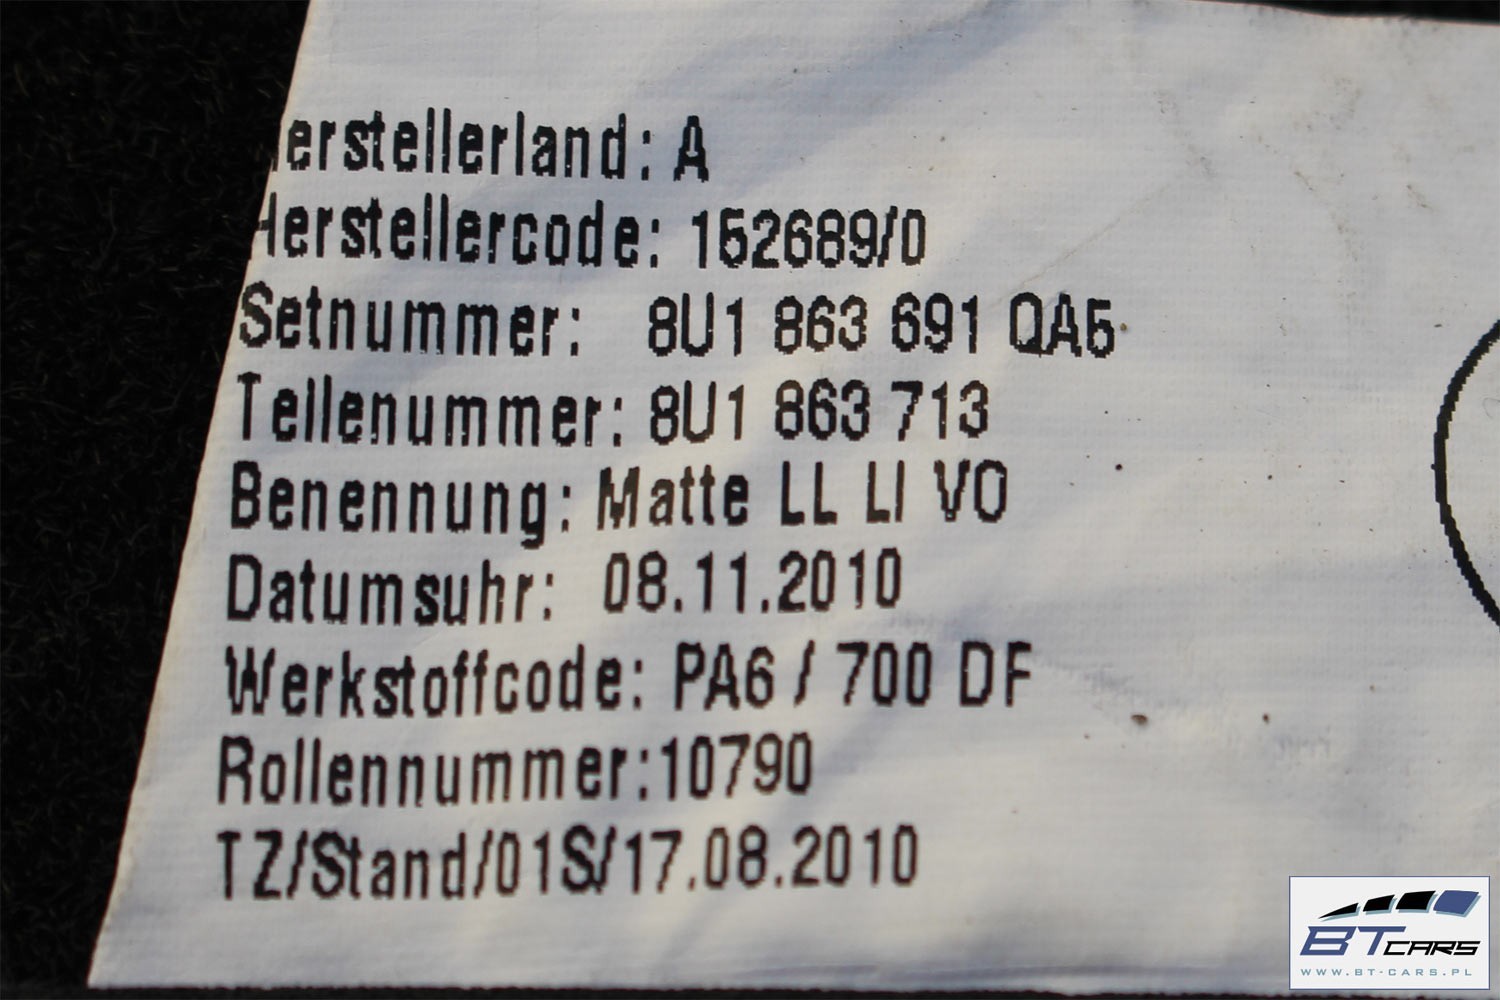 Herstellerland: A
Herstellercode: 152689/0
Setnummer: 8U1 863 691 QA5
Teilenummer: 8U1 863 713
Benennung: Matte LL LI VO
Datumsuhr: 08.11.2010
Werkstoffcode: PA6 / 700 DF
Rollennummer:10790
TZ/Stand/01S/17.08.2010
BT CARS
WWW.BT-CARS.PL